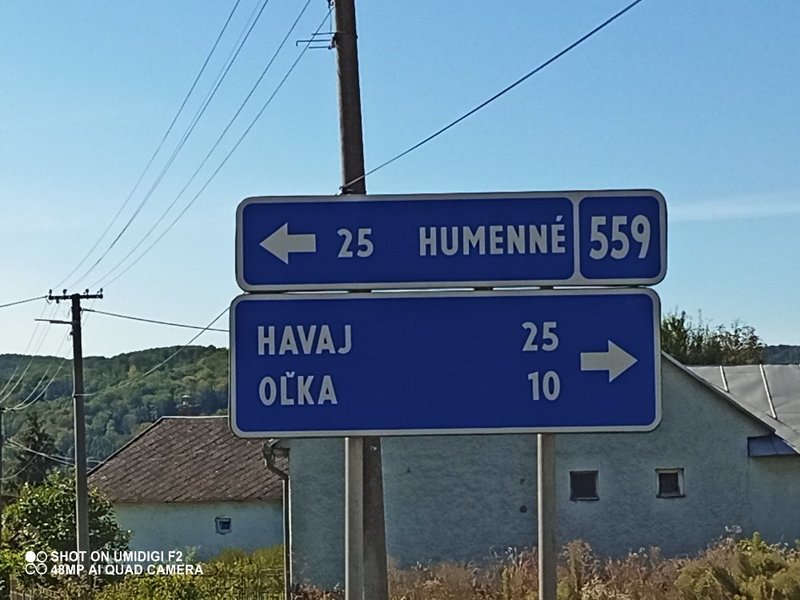 25 HUMENNÉ 559
HAVAJ 25
OĽKA 10
SHOT ON UMIDIGI F2
48MP AI QUAD CAMERA